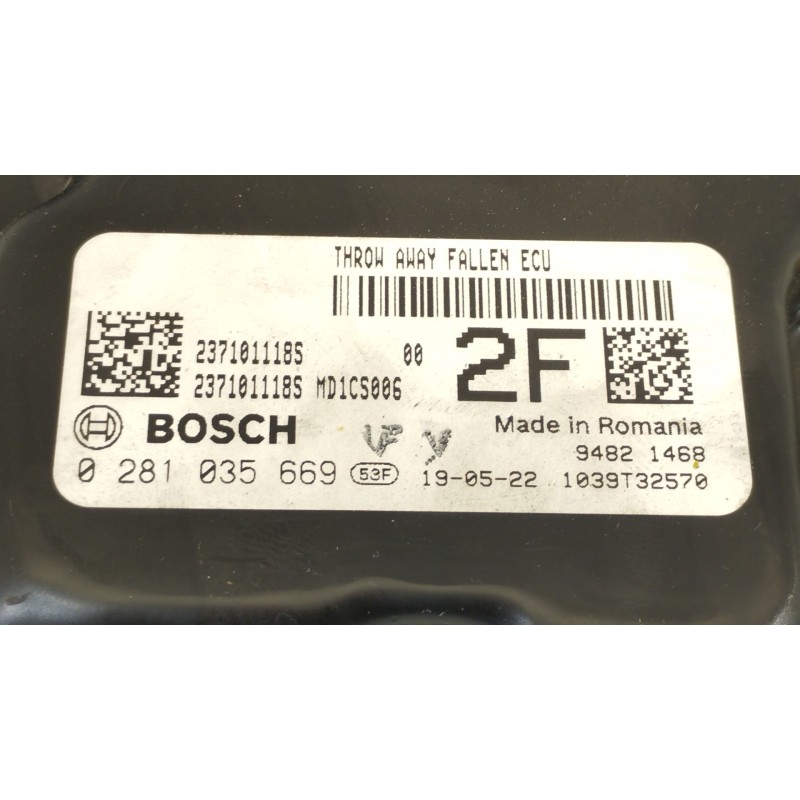 THROW AWAY FALLEN ECU
237101118S 00 2F
237101118S MD1CS006
BOSCH Made in Romania
9482 1468
0 281 035 669 53F 19-05-22 1039T32570